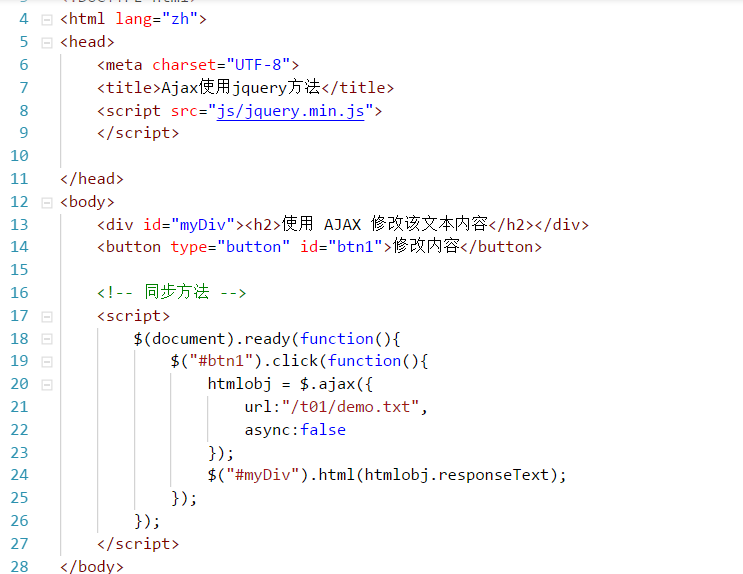 4 <html lang="zh">
5 <head>
6 <meta charset="UTF-8">
7 <title>Ajax使用jquery方法</title>
8 <script src="js/jquery.min.js">
9 </script>
10
11 </head>
12 <body>
13 <div id="myDiv"><h2>使用 AJAX 修改该文本内容</h2></div>
14 <button type="button" id="btn1">修改内容</button>
15
16 <!-- 同步方法 -->
17 <script>
18 $(document).ready(function(){
19 $("#btn1").click(function(){
20 htmlobj = $.ajax({
21 url:"/t01/demo.txt",
22 async:false
23 });
24 $("#myDiv").html(htmlobj.responseText);
25 });
26 });
27 </script>
28 </body>